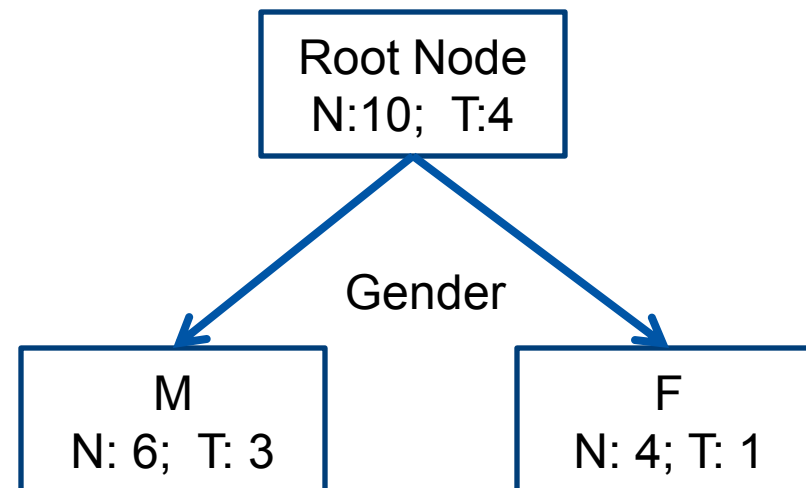 Root Node
N:10; T:4
Gender
M
N: 6; T: 3
F
N: 4; T: 1